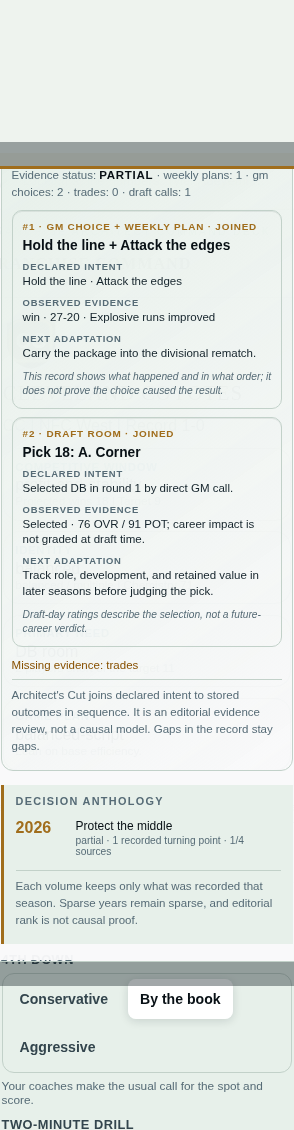 Evidence status: PARTIAL · weekly plans: 1 · gm
choices: 2 · trades: 0 · draft calls: 1
#1 · GM CHOICE + WEEKLY PLAN · JOINED
Hold the line + Attack the edges
DECLARED INTENT
Hold the line · Attack the edges
OBSERVED EVIDENCE
win · 27-20 · Explosive runs improved
NEXT ADAPTATION
Carry the package into the divisional rematch.
This record shows what happened and in what order; it
does not prove the choice caused the result.
#2 · DRAFT ROOM · JOINED
Pick 18: A. Corner
DECLARED INTENT
Selected DB in round 1 by direct GM call.
OBSERVED EVIDENCE
Selected · 76 OVR / 91 POT; career impact is
not graded at draft time.
NEXT ADAPTATION
Track role, development, and retained value in
later seasons before judging the pick.
Draft-day ratings describe the selection, not a future-
career verdict.
Missing evidence: trades
Architect's Cut joins declared intent to stored
outcomes in sequence. It is an editorial evidence
review, not a causal model. Gaps in the record stay
gaps.
DECISION ANTHOLOGY
2026
Protect the middle
partial · 1 recorded turning point · 1/4
sources
Each volume keeps only what was recorded that
season. Sparse years remain sparse, and editorial
rank is not causal proof.
Conservative
By the book
Aggressive
Your coaches make the usual call for the spot and
score.
TWO-MINUTE DRILL